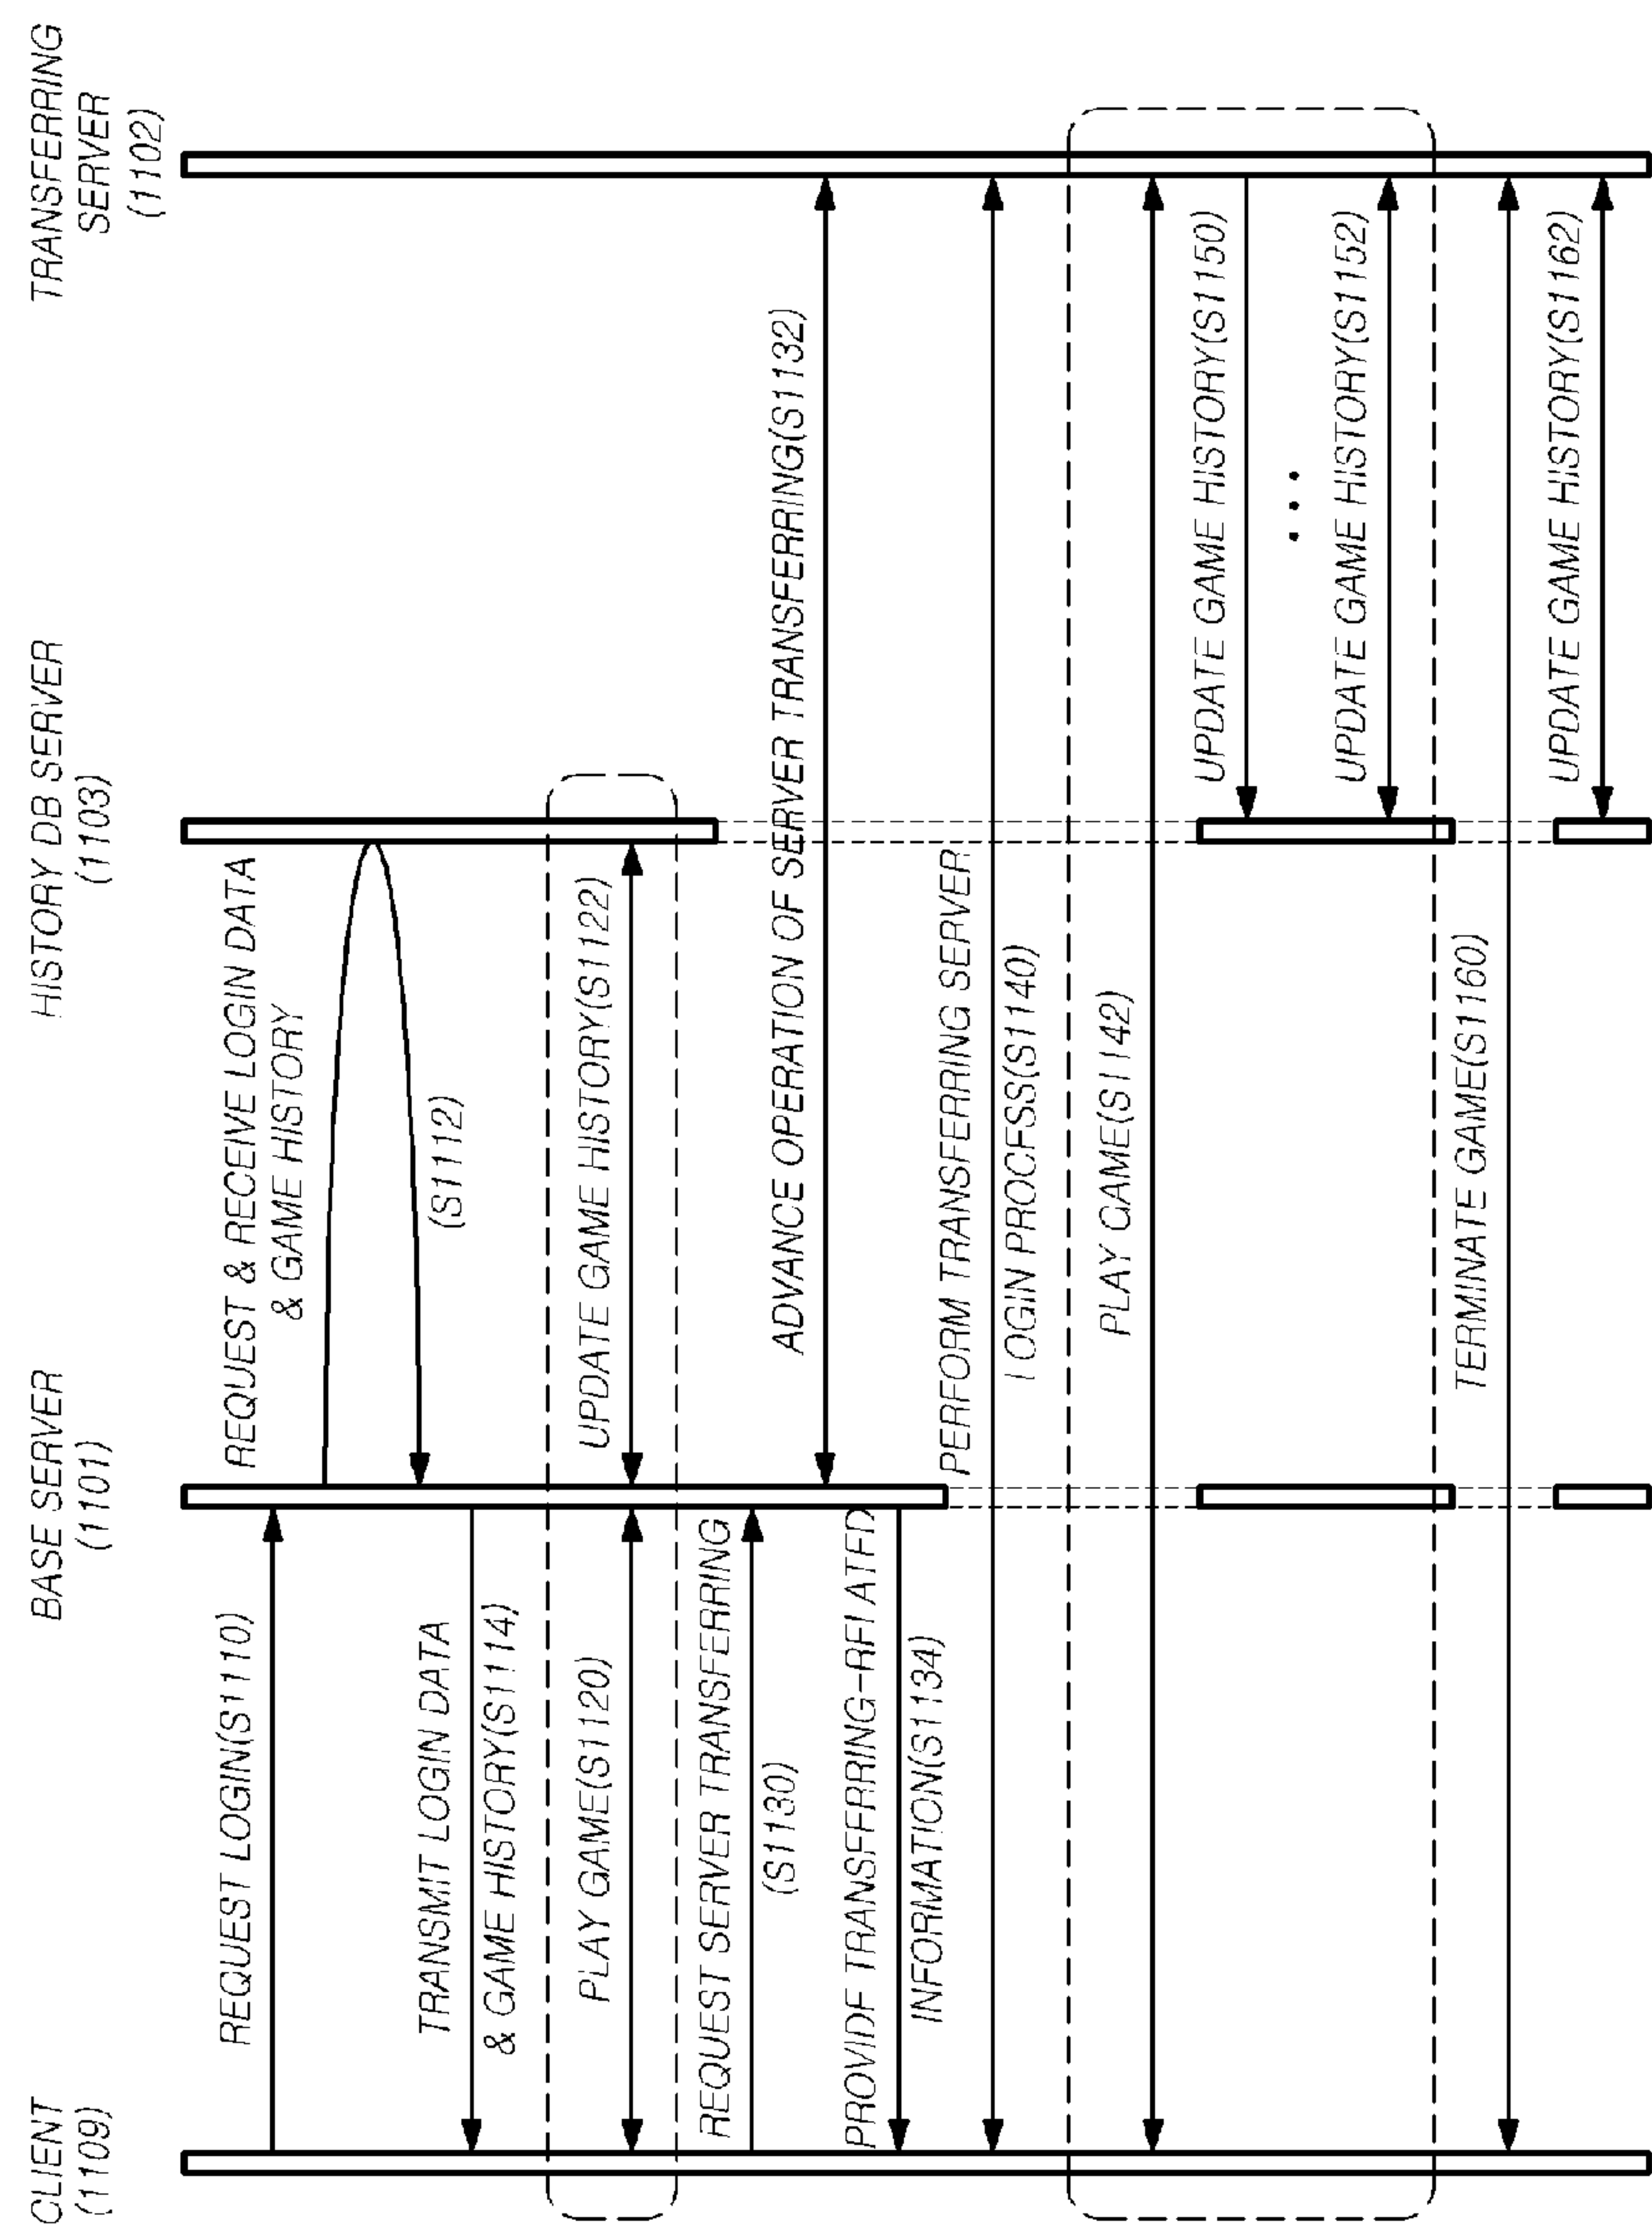 CLIENT
(1109)
BASE SERVER
(1101)
HISTORY DB SERVER
(1103)
TRANSFERRING
SERVER
(1102)
REQUEST LOGIN(S1110)
REQUEST & RECEIVE LOGIN DATA
& GAME HISTORY
(S1112)
TRANSMIT LOGIN DATA
& GAME HISTORY(S1114)
PLAY GAME(S1120)
UPDATE GAME HISTORY(S1122)
REQUEST SERVER TRANSFERRING
(S1130)
ADVANCE OPERATION OF SERVER TRANSFERRING(S1132)
PROVIDE TRANSFERRING-RELATED
INFORMATION(S1134)
PERFORM TRANSFERRING SERVER
LOGIN PROCESS(S1140)
PLAY GAME(S1142)
UPDATE GAME HISTORY(S1150)
...
UPDATE GAME HISTORY(S1152)
TERMINATE GAME(S1160)
UPDATE GAME HISTORY(S1162)